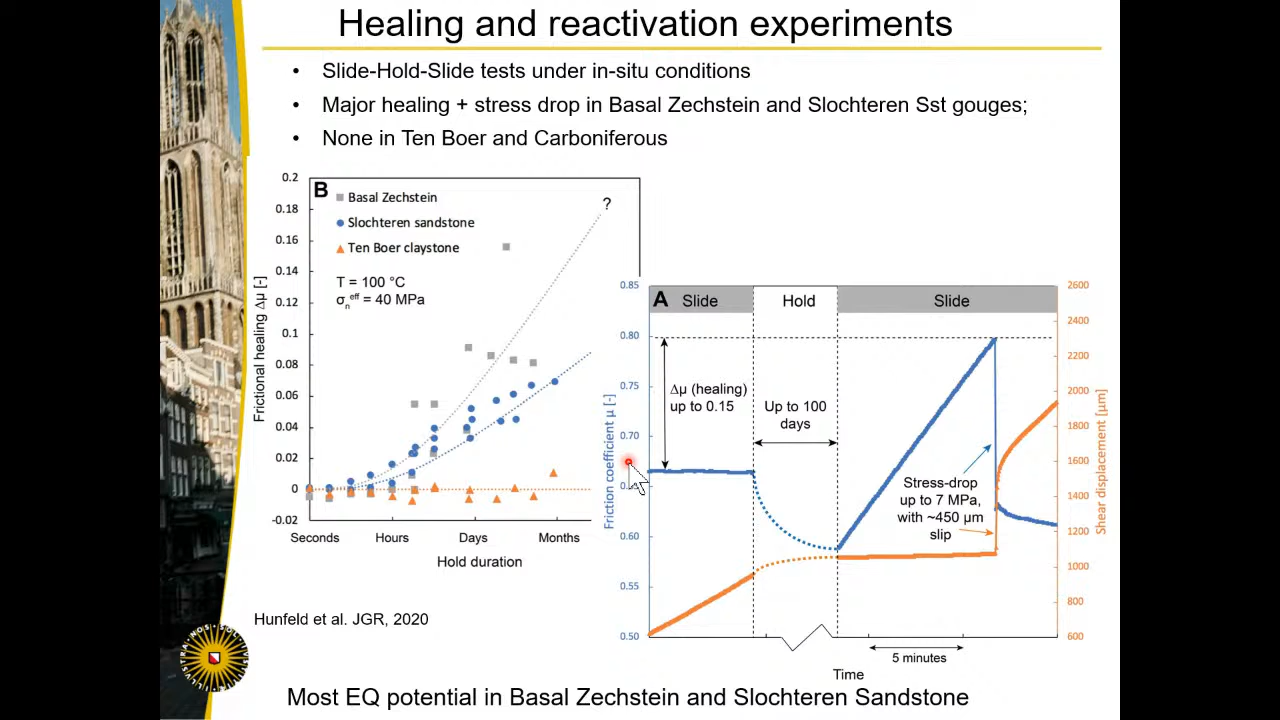 Healing and reactivation experiments
• Slide-Hold-Slide tests under in-situ conditions
• Major healing + stress drop in Basal Zechstein and Slochteren Sst gouges;
• None in Ten Boer and Carboniferous
B
Basal Zechstein
Slochteren sandstone
Ten Boer claystone
T = 100 °C
σₙᵉᶠᶠ = 40 MPa
?
Frictional healing Δμ [-]
0.2
0.18
0.16
0.14
0.12
0.1
0.08
0.06
0.04
0.02
0
-0.02
Seconds Hours Days Months
Hold duration
A
Slide Hold Slide
Friction coefficient μ [-]
0.85
0.80
0.75
0.70
0.60
0.55
0.50
Δμ (healing)
up to 0.15
Up to 100
days
Stress-drop
up to 7 MPa,
with ~450 μm
slip
2600
2400
2200
2000
1800
1600
1400
1200
1000
800
600
Shear displacement [μm]
5 minutes
Time
Hunfeld et al. JGR, 2020
Most EQ potential in Basal Zechstein and Slochteren Sandstone